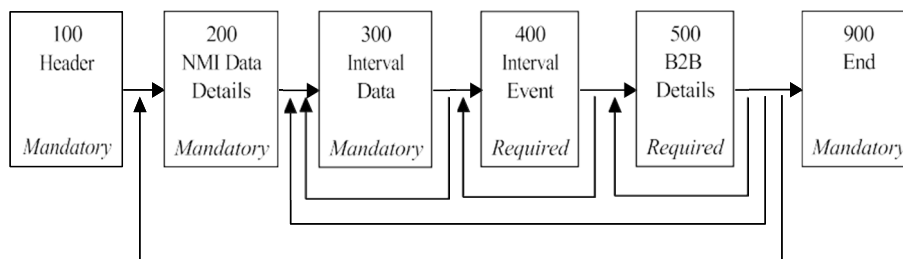 100
Header
Mandatory
200
NMI Data
Details
Mandatory
300
Interval
Data
Mandatory
400
Interval
Event
Required
500
B2B
Details
Required
900
End
Mandatory